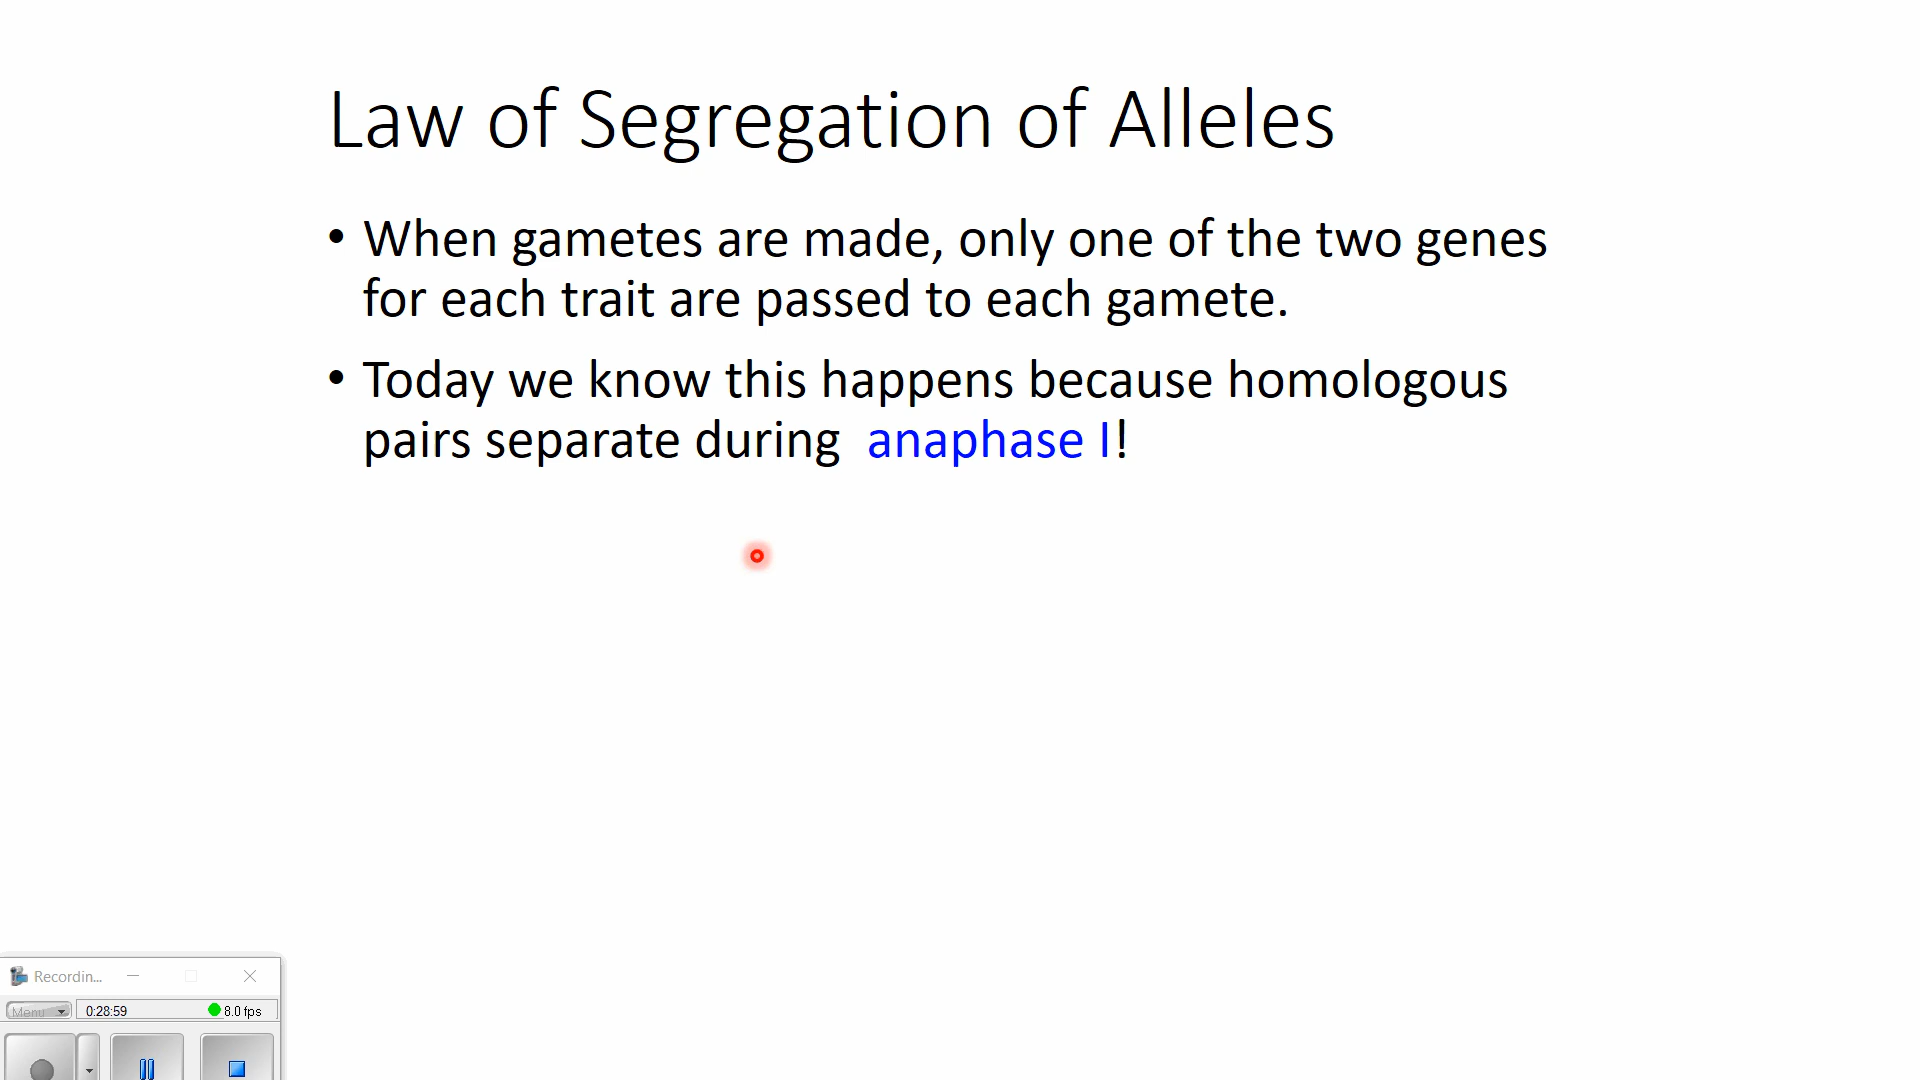 Law of Segregation of Alleles
• When gametes are made, only one of the two genes
for each trait are passed to each gamete.
• Today we know this happens because homologous
pairs separate during anaphase I!
Recordin...
Menu
0:28:59
8.0 fps